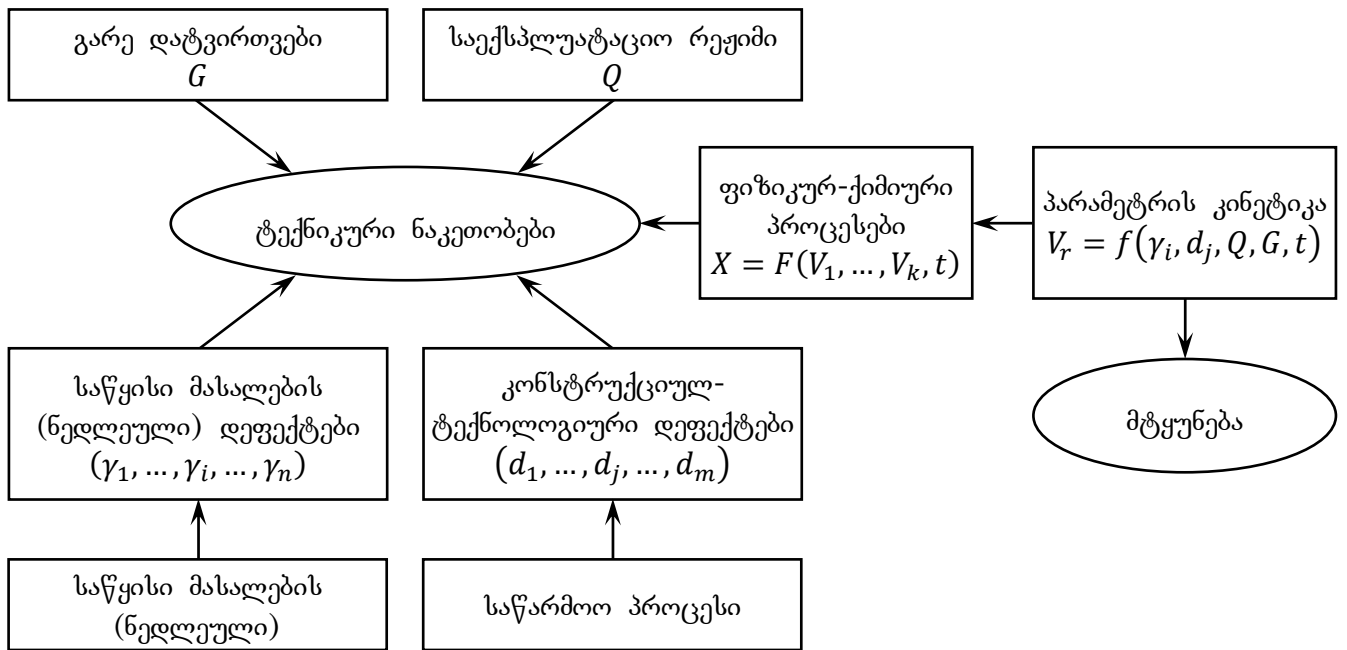 გარე დატვირთვები
G
საექსპლუატაციო რეჟიმი
Q
ტექნიკური ნაკეთობები
ფიზიკურ-ქიმიური
პროცესები
X = F(V₁, … , Vₖ, t)
პარამეტრის კინეტიკა
Vᵣ = f(γᵢ, dⱼ, Q, G, t)
საწყისი მასალების
(ნედლეული) დეფექტები
(γ₁, … , γᵢ, … , γₙ)
კონსტრუქციულ-
ტექნოლოგიური დეფექტები
(d₁, … , dⱼ, … , dₘ)
მტყუნება
საწყისი მასალების
(ნედლეული)
საწარმოო პროცესი